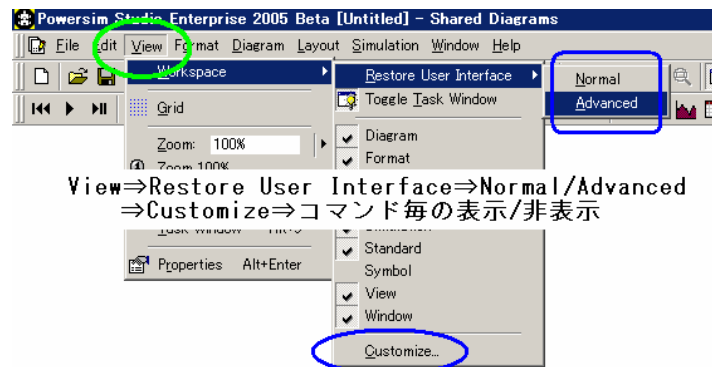 Powersim Studio Enterprise 2005 Beta [Untitled] - Shared Diagrams
File Edit View Format Diagram Layout Simulation Window Help
Workspace
Restore User Interface
Normal
Toggle Task Window
Advanced
Grid
Diagram
Zoom: 100%
Format
Zoom 100%
View⇒Restore User Interface⇒Normal/Advanced
⇒Customize⇒コマンド毎の表示/非表示
Simulation
Task Window
Standard
Properties Alt+Enter
Symbol
View
Window
Customize...